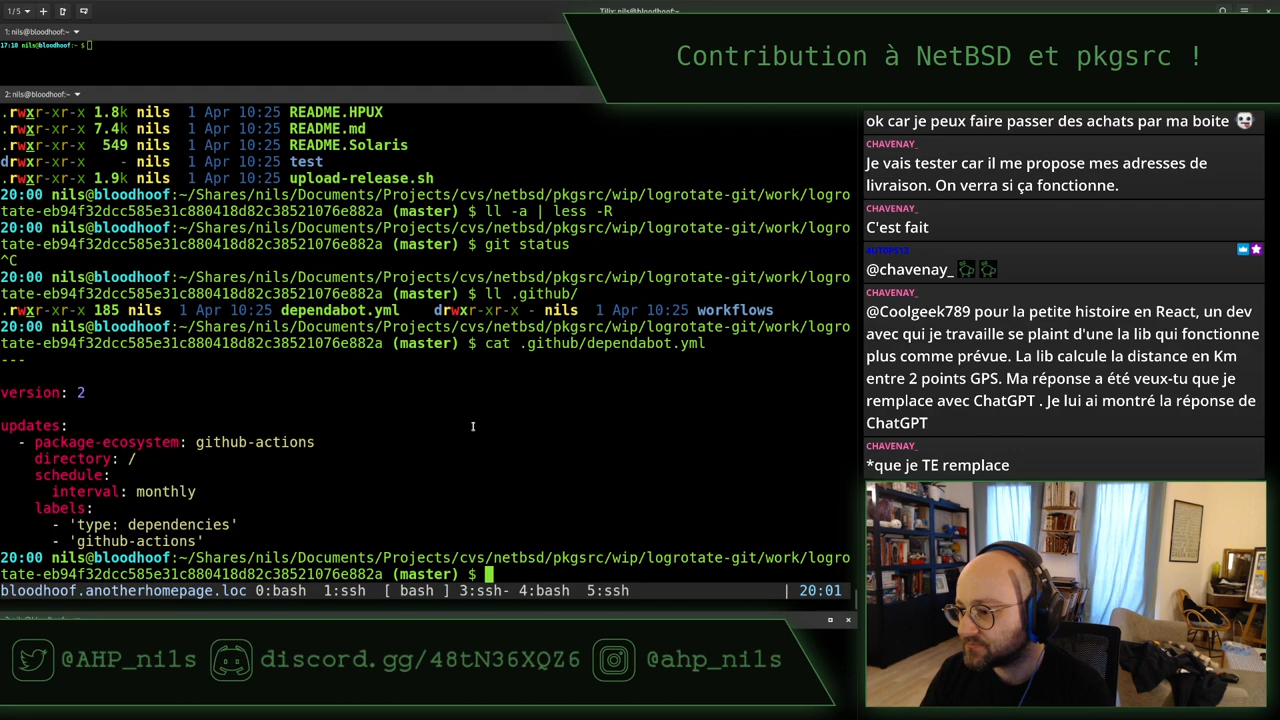 1/5
Tilix: nils@bloodhoof:~
1: nils@bloodhoof:~
17:18 nils@bloodhoof:~ $
2: nils@bloodhoof:~
.rwxr-xr-x 1.8k nils  1 Apr 10:25 README.HPUX
.rwxr-xr-x 7.4k nils  1 Apr 10:25 README.md
.rwxr-xr-x  549 nils  1 Apr 10:25 README.Solaris
drwxr-xr-x    - nils  1 Apr 10:25 test
.rwxr-xr-x 1.9k nils  1 Apr 10:25 upload-release.sh
20:00 nils@bloodhoof:~/Shares/nils/Documents/Projects/cvs/netbsd/pkgsrc/wip/logrotate-git/work/logro
tate-eb94f32dcc585e31c880418d82c38521076e882a (master) $ ll -a | less -R
20:00 nils@bloodhoof:~/Shares/nils/Documents/Projects/cvs/netbsd/pkgsrc/wip/logrotate-git/work/logro
tate-eb94f32dcc585e31c880418d82c38521076e882a (master) $ git status
^C
20:00 nils@bloodhoof:~/Shares/nils/Documents/Projects/cvs/netbsd/pkgsrc/wip/logrotate-git/work/logro
tate-eb94f32dcc585e31c880418d82c38521076e882a (master) $ ll .github/
.rwxr-xr-x 185 nils  1 Apr 10:25 dependabot.yml    drwxr-xr-x - nils  1 Apr 10:25 workflows
20:00 nils@bloodhoof:~/Shares/nils/Documents/Projects/cvs/netbsd/pkgsrc/wip/logrotate-git/work/logro
tate-eb94f32dcc585e31c880418d82c38521076e882a (master) $ cat .github/dependabot.yml
---
version: 2
updates:
  - package-ecosystem: github-actions
    directory: /
    schedule:
      interval: monthly
    labels:
      - 'type: dependencies'
      - 'github-actions'
20:00 nils@bloodhoof:~/Shares/nils/Documents/Projects/cvs/netbsd/pkgsrc/wip/logrotate-git/work/logro
tate-eb94f32dcc585e31c880418d82c38521076e882a (master) $
bloodhoof.anotherhomepage.loc 0:bash  1:ssh  [ bash ] 3:ssh- 4:bash  5:ssh | 20:01
Contribution à NetBSD et pkgsrc !
ok car je peux faire passer des achats par ma boite
CHAVENAY_
Je vais tester car il me propose mes adresses de
livraison. On verra si ça fonctionne.
CHAVENAY_
C'est fait
@chavenay_
CHAVENAY_
@Coolgeek789 pour la petite histoire en React, un dev
avec qui je travaille se plaint d'une la lib qui fonctionne
plus comme prévue. La lib calcule la distance en Km
entre 2 points GPS. Ma réponse a été veux-tu que je
remplace avec ChatGPT . Je lui ai montré la réponse de
ChatGPT
CHAVENAY_
*que je TE remplace
@AHP_nils
discord.gg/48tN36XQZ6
@ahp_nils